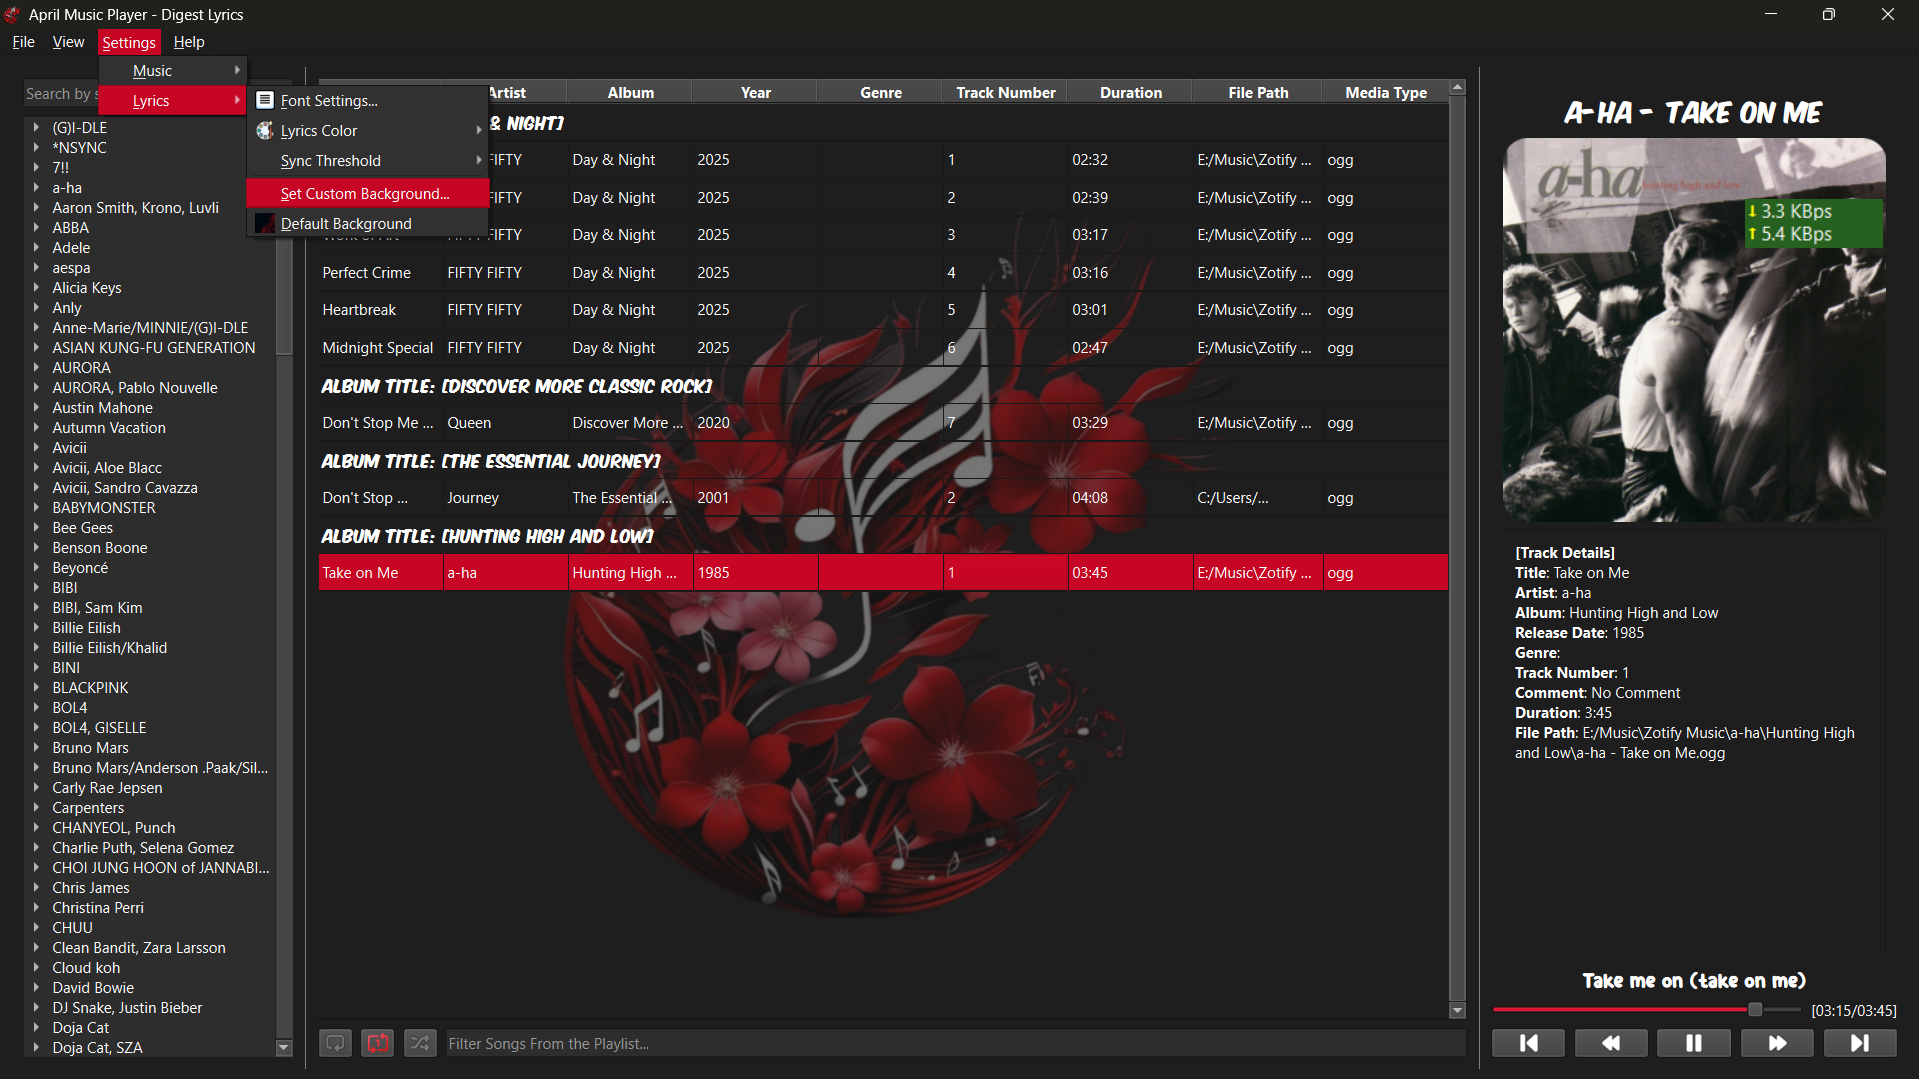 April Music Player - Digest Lyrics
File View Settings Help
Music
Lyrics
Search by s
Font Settings...
Lyrics Color
Sync Threshold
Set Custom Background...
Default Background
(G)I-DLE
*NSYNC
7!!
a-ha
Aaron Smith, Krono, Luvli
ABBA
Adele
aespa
Alicia Keys
Anly
Anne-Marie/MINNIE/(G)I-DLE
ASIAN KUNG-FU GENERATION
AURORA
AURORA, Pablo Nouvelle
Austin Mahone
Autumn Vacation
Avicii
Avicii, Aloe Blacc
Avicii, Sandro Cavazza
BABYMONSTER
Bee Gees
Benson Boone
Beyoncé
BIBI
BIBI, Sam Kim
Billie Eilish
Billie Eilish/Khalid
BINI
BLACKPINK
BOL4
BOL4, GISELLE
Bruno Mars
Bruno Mars/Anderson .Paak/Sil...
Carly Rae Jepsen
Carpenters
CHANYEOL, Punch
Charlie Puth, Selena Gomez
CHOI JUNG HOON of JANNABI...
Chris James
Christina Perri
CHUU
Clean Bandit, Zara Larsson
Cloud koh
David Bowie
DJ Snake, Justin Bieber
Doja Cat
Doja Cat, SZA
Artist Album Year Genre Track Number Duration File Path Media Type
& NIGHT]
FIFTY Day & Night 2025 1 02:32 E:/Music\Zotify ... ogg
FIFTY Day & Night 2025 2 02:39 E:/Music\Zotify ... ogg
FIFTY Day & Night 2025 3 03:17 E:/Music\Zotify ... ogg
Perfect Crime FIFTY FIFTY Day & Night 2025 4 03:16 E:/Music\Zotify ... ogg
Heartbreak FIFTY FIFTY Day & Night 2025 5 03:01 E:/Music\Zotify ... ogg
Midnight Special FIFTY FIFTY Day & Night 2025 6 02:47 E:/Music\Zotify ... ogg
ALBUM TITLE: [DISCOVER MORE CLASSIC ROCK]
Don't Stop Me ... Queen Discover More ... 2020 7 03:29 E:/Music\Zotify ... ogg
ALBUM TITLE: [THE ESSENTIAL JOURNEY]
Don't Stop ... Journey The Essential ... 2001 2 04:08 C:/Users/... ogg
ALBUM TITLE: [HUNTING HIGH AND LOW]
Take on Me a-ha Hunting High ... 1985 1 03:45 E:/Music\Zotify ... ogg
Filter Songs From the Playlist...
A-HA - TAKE ON ME
a-ha hunting high and low
3.3 KBps
5.4 KBps
[Track Details]
Title: Take on Me
Artist: a-ha
Album: Hunting High and Low
Release Date: 1985
Genre:
Track Number: 1
Comment: No Comment
Duration: 3:45
File Path: E:/Music\Zotify Music\a-ha\Hunting High
and Low\a-ha - Take on Me.ogg
Take me on (take on me)
[03:15/03:45]